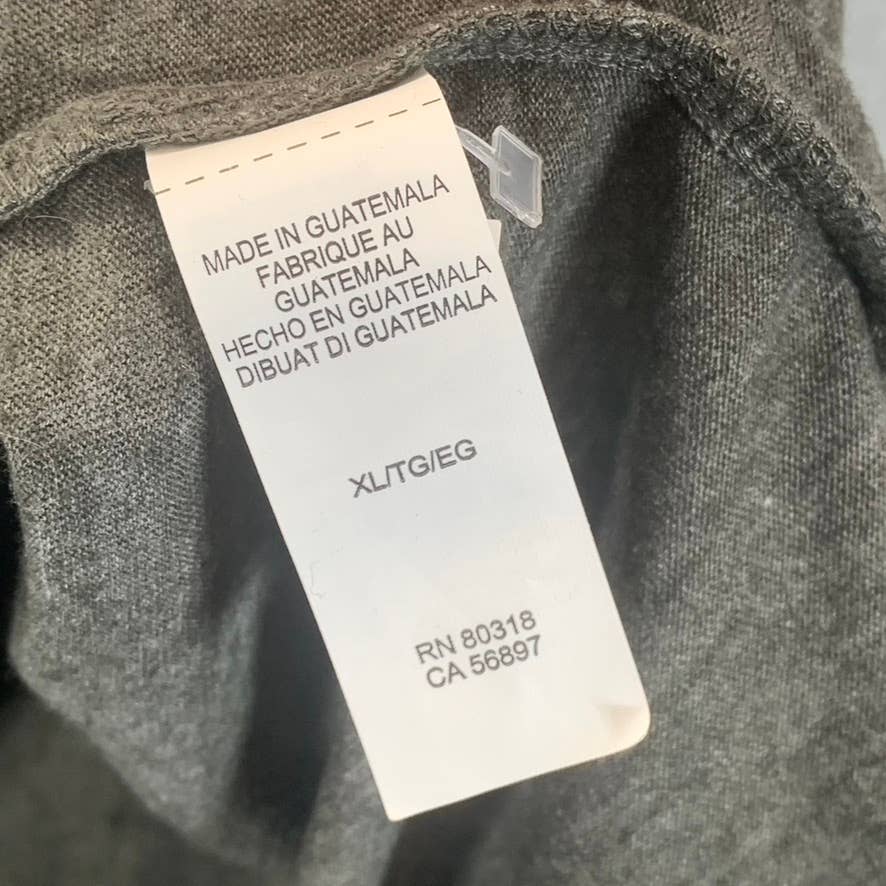 MADE IN GUATEMALA
FABRIQUE AU
GUATEMALA
HECHO EN GUATEMALA
DIBUAT DI GUATEMALA
XL/TG/EG
RN 80318
CA 56897